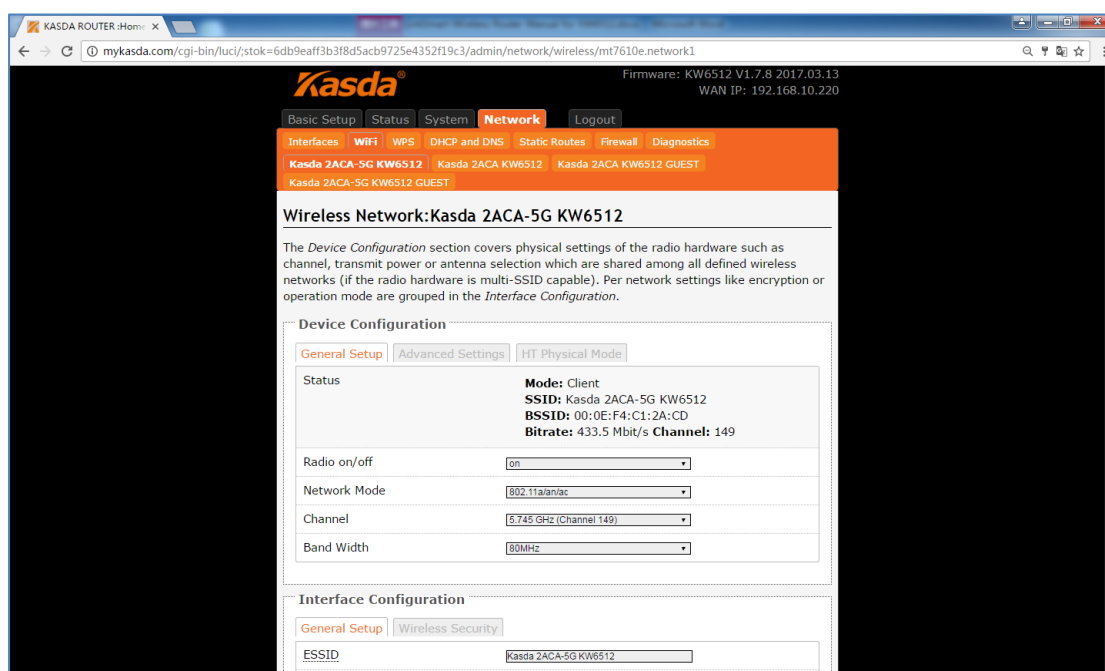 KASDA ROUTER :Home
mykasda.com/cgi-bin/luci/;stok=6db9eaff3b3f8d5acb9725e4352f19c3/admin/network/wireless/mt7610e.network1
Kasda®
Firmware: KW6512 V1.7.8 2017.03.13
WAN IP: 192.168.10.220
Basic Setup Status System Network Logout
Interfaces WiFi WPS DHCP and DNS Static Routes Firewall Diagnostics
Kasda 2ACA-5G KW6512 Kasda 2ACA KW6512 Kasda 2ACA KW6512 GUEST
Kasda 2ACA-5G KW6512 GUEST
Wireless Network:Kasda 2ACA-5G KW6512
The Device Configuration section covers physical settings of the radio hardware such as
channel, transmit power or antenna selection which are shared among all defined wireless
networks (if the radio hardware is multi-SSID capable). Per network settings like encryption or
operation mode are grouped in the Interface Configuration.
Device Configuration
General Setup Advanced Settings HT Physical Mode
Status
Mode: Client
SSID: Kasda 2ACA-5G KW6512
BSSID: 00:0E:F4:C1:2A:CD
Bitrate: 433.5 Mbit/s Channel: 149
Radio on/off on
Network Mode 802.11a/an/ac
Channel 5.745 GHz (Channel 149)
Band Width 80MHz
Interface Configuration
General Setup Wireless Security
ESSID Kasda 2ACA-5G KW6512